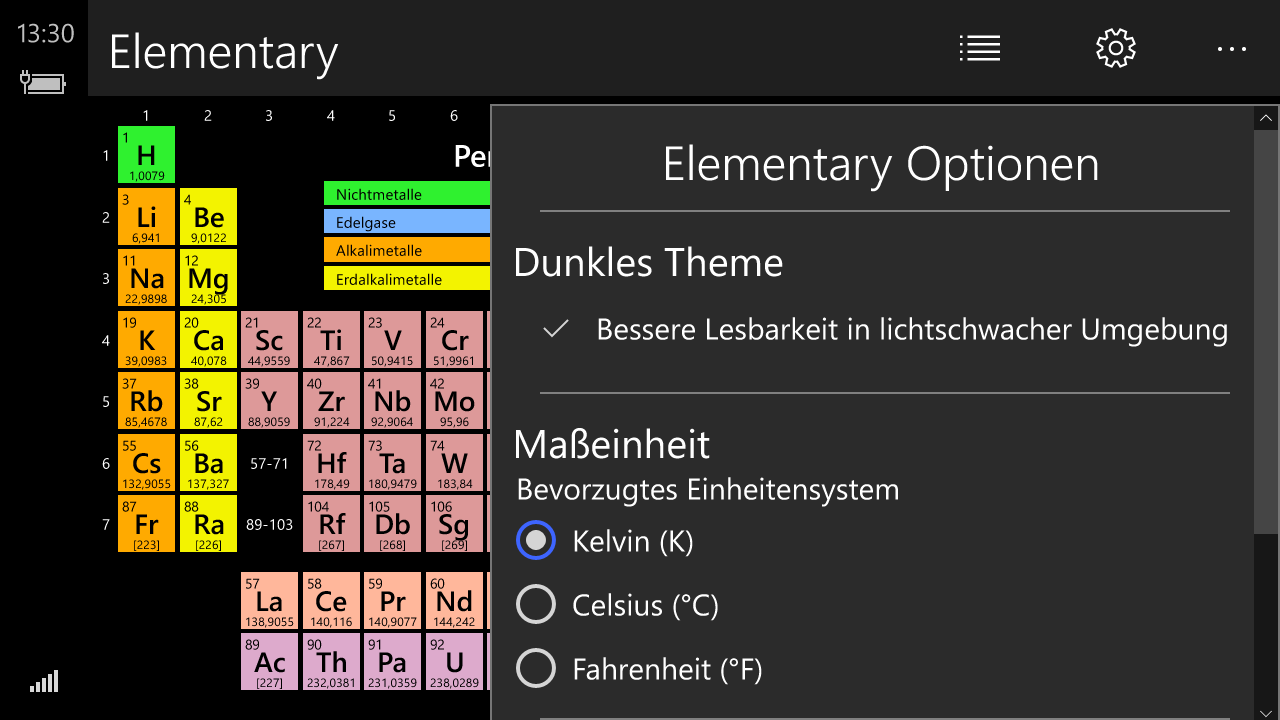 13:30
Elementary
1 2 3 4 5 6
1
1
H
1,0079
Nichtmetalle
Edelgase
Alkalimetalle
Erdalkalimetalle
2
3 4
Li Be
6,941 9,0122
3
11 12
Na Mg
22,9898 24,305
4
19 20 21 22 23 24
K Ca Sc Ti V Cr
39,0983 40,078 44,9559 47,867 50,9415 51,9961
5
37 38 39 40 41 42
Rb Sr Y Zr Nb Mo
85,4678 87,62 88,9059 91,224 92,9064 95,96
6
55 56 72 73 74
Cs Ba 57-71 Hf Ta W
132,9055 137,327 178,49 180,9479 183,84
7
87 88 104 105 106
Fr Ra 89-103 Rf Db Sg
[223] [226] [267] [268] [269]
57 58 59 60
La Ce Pr Nd
138,9055 140,116 140,9077 144,242
89 90 91 92
Ac Th Pa U
[227] 232,0381 231,0359 238,0289
Elementary Optionen
Dunkles Theme
Bessere Lesbarkeit in lichtschwacher Umgebung
Maßeinheit
Bevorzugtes Einheitensystem
Kelvin (K)
Celsius (°C)
Fahrenheit (°F)